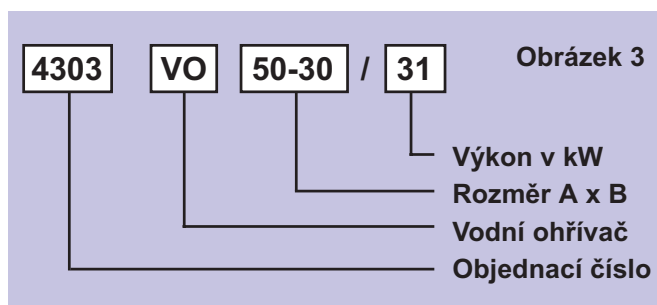 4303 VO 50-30 / 31
Obrázek 3
Výkon v kW
Rozměr A x B
Vodní ohřívač
Objednací číslo